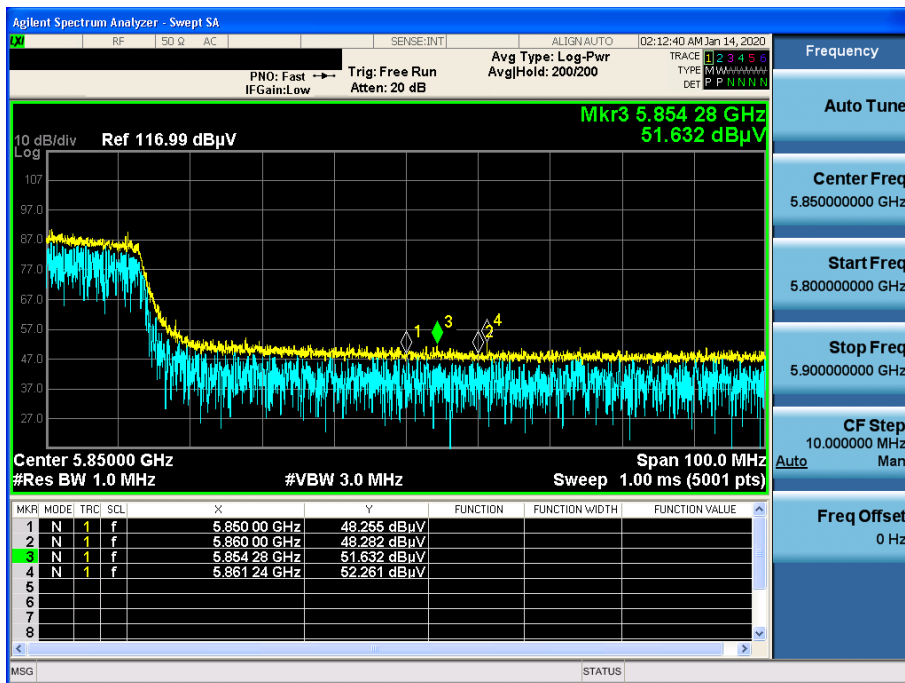 Agilent Spectrum Analyzer - Swept SA
LXI RF 50 Ω AC SENSE:INT ALIGN AUTO 02:12:40 AM Jan 14, 2020
Avg Type: Log-Pwr TRACE 1 2 3 4 5 6
PNO: Fast Trig: Free Run Avg|Hold: 200/200 TYPE M W
IFGain:Low Atten: 20 dB DET P P N N N N
Mkr3 5.854 28 GHz
51.632 dBµV
10 dB/div Ref 116.99 dBµV
Log
107
97.0
87.0
77.0
67.0
57.0
47.0
37.0
27.0
1
3
2
4
Center 5.85000 GHz Span 100.0 MHz
#Res BW 1.0 MHz #VBW 3.0 MHz Sweep 1.00 ms (5001 pts)
MKR MODE TRC SCL X Y FUNCTION FUNCTION WIDTH FUNCTION VALUE
1 N 1 f 5.850 00 GHz 48.255 dBµV
2 N 1 f 5.860 00 GHz 48.282 dBµV
3 N 1 f 5.854 28 GHz 51.632 dBµV
4 N 1 f 5.861 24 GHz 52.261 dBµV
5
6
7
8
MSG STATUS
Frequency
Auto Tune
Center Freq
5.850000000 GHz
Start Freq
5.800000000 GHz
Stop Freq
5.900000000 GHz
CF Step
10.000000 MHz
Auto Man
Freq Offset
0 Hz